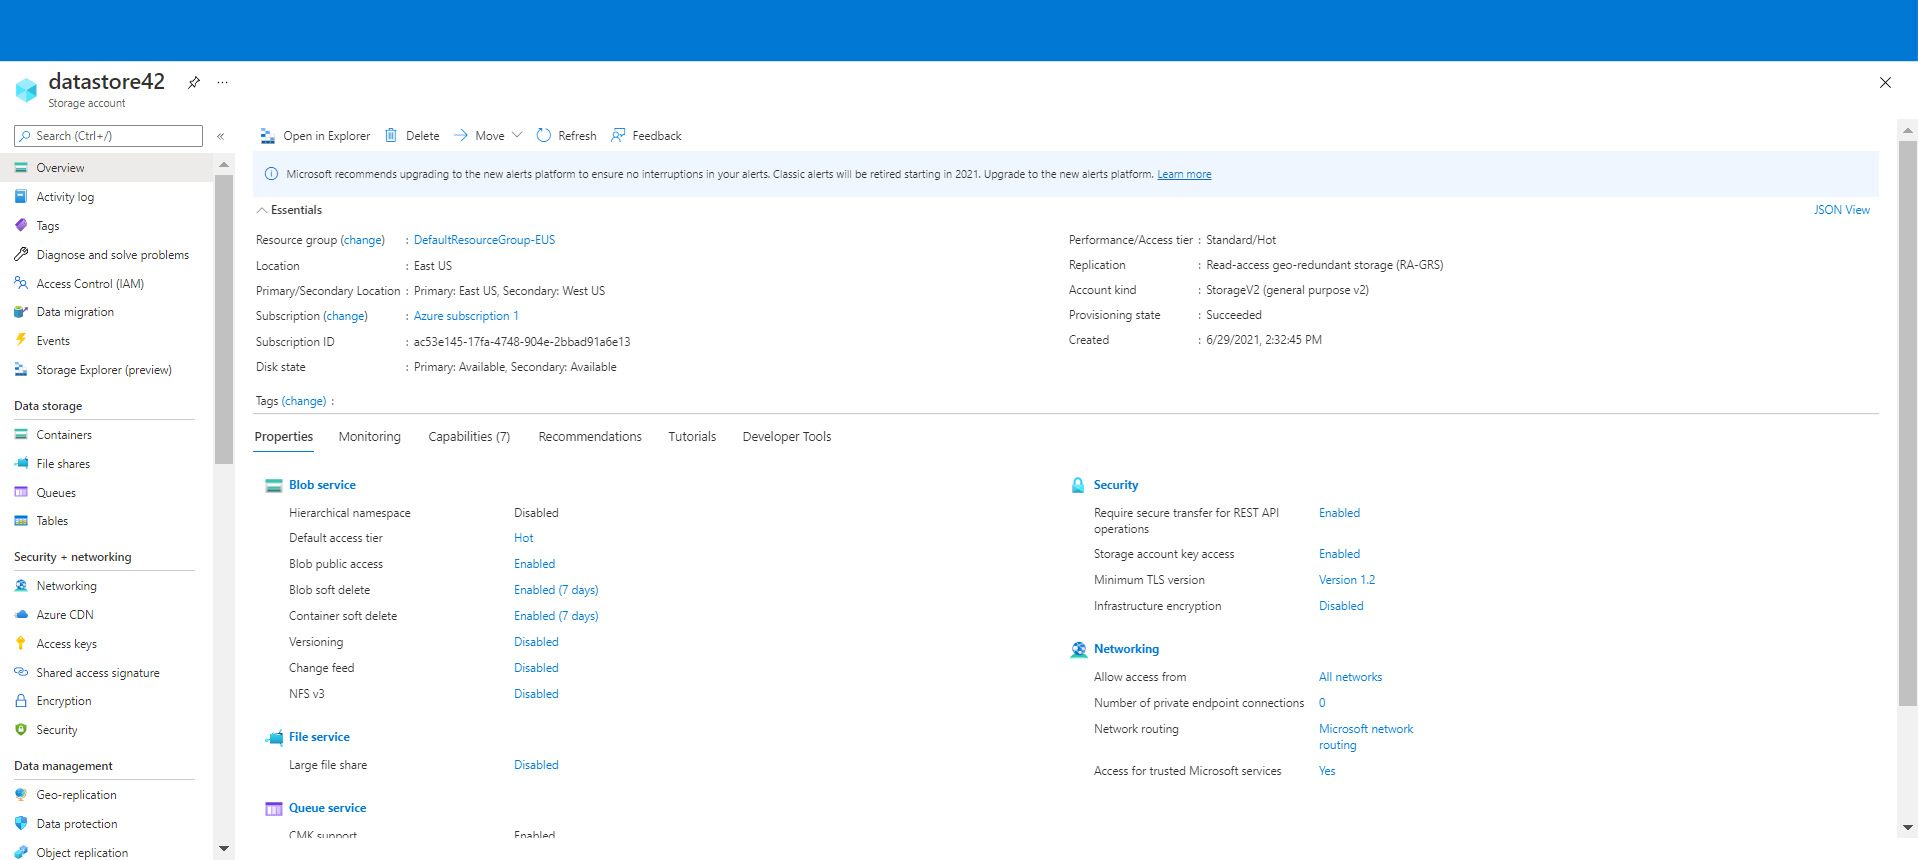 datastore42
Storage account
Search (Ctrl+/)
Overview
Activity log
Tags
Diagnose and solve problems
Access Control (IAM)
Data migration
Events
Storage Explorer (preview)
Data storage
Containers
File shares
Queues
Tables
Security + networking
Networking
Azure CDN
Access keys
Shared access signature
Encryption
Security
Data management
Geo-replication
Data protection
Object replication
Open in Explorer Delete Move Refresh Feedback
Microsoft recommends upgrading to the new alerts platform to ensure no interruptions in your alerts. Classic alerts will be retired starting in 2021. Upgrade to the new alerts platform. Learn more
Essentials
JSON View
Resource group (change) : DefaultResourceGroup-EUS
Location : East US
Primary/Secondary Location : Primary: East US, Secondary: West US
Subscription (change) : Azure subscription 1
Subscription ID : ac53e145-17fa-4748-904e-2bbad91a6e13
Disk state : Primary: Available, Secondary: Available
Performance/Access tier : Standard/Hot
Replication : Read-access geo-redundant storage (RA-GRS)
Account kind : StorageV2 (general purpose v2)
Provisioning state : Succeeded
Created : 6/29/2021, 2:32:45 PM
Tags (change) :
Properties Monitoring Capabilities (7) Recommendations Tutorials Developer Tools
Blob service
Hierarchical namespace Disabled
Default access tier Hot
Blob public access Enabled
Blob soft delete Enabled (7 days)
Container soft delete Enabled (7 days)
Versioning Disabled
Change feed Disabled
NFS v3 Disabled
File service
Large file share Disabled
Queue service
CMK support Enabled
Security
Require secure transfer for REST API Enabled
operations
Storage account key access Enabled
Minimum TLS version Version 1.2
Infrastructure encryption Disabled
Networking
Allow access from All networks
Number of private endpoint connections 0
Network routing Microsoft network
routing
Access for trusted Microsoft services Yes